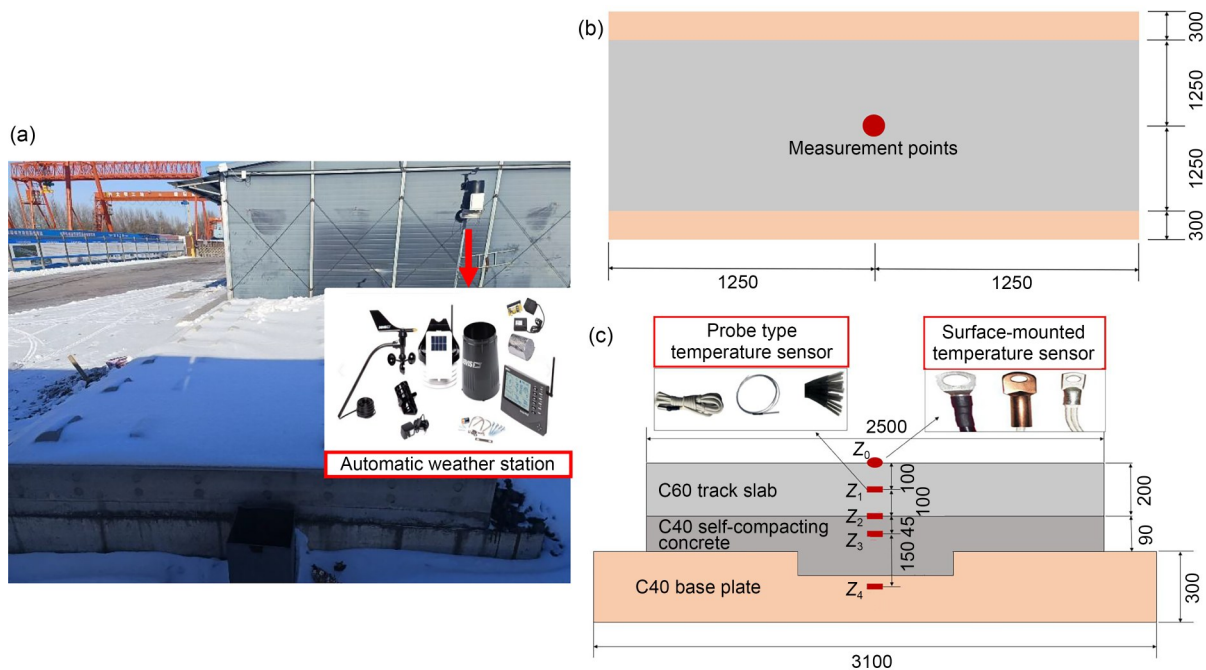 (a)
Automatic weather station
(b)
Measurement points
300
1250
1250
300
1250
1250
(c)
Probe type
temperature sensor
Surface-mounted
temperature sensor
2500
Z0
C60 track slab
Z1
Z2
C40 self-compacting
concrete
Z3
C40 base plate
Z4
100
100
45
150
200
90
300
3100